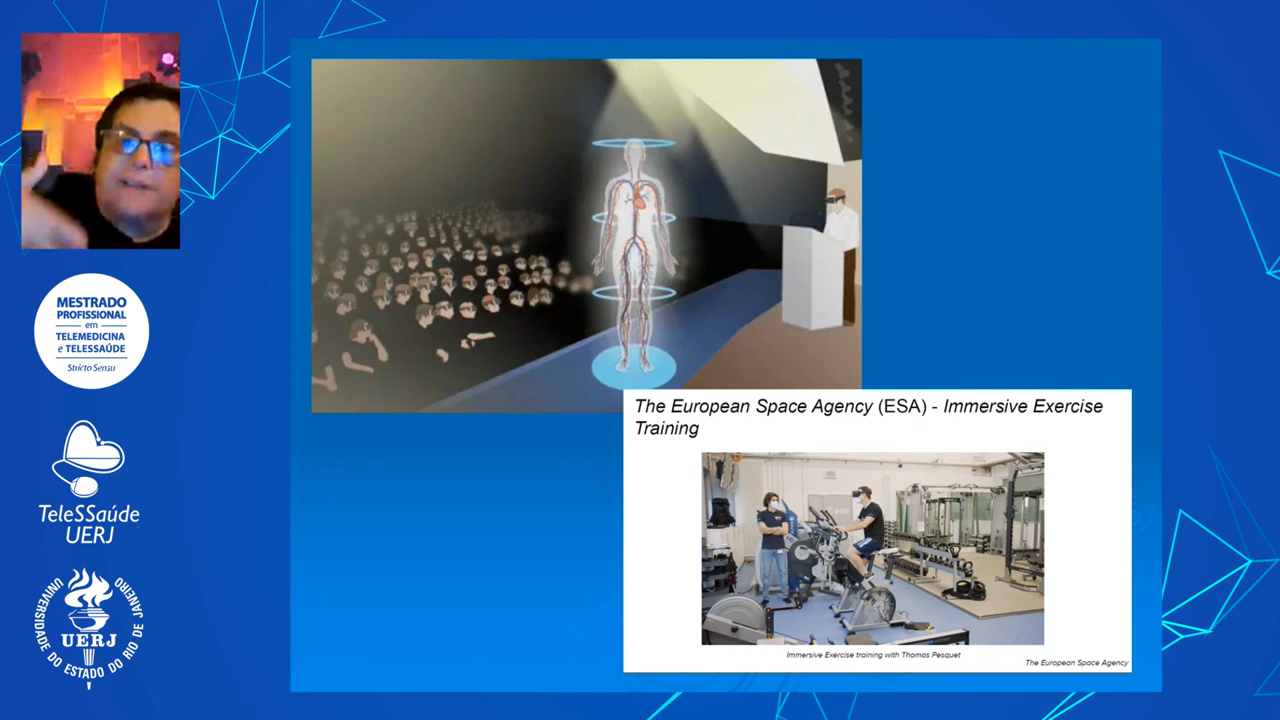 MESTRADO
PROFISSIONAL
em
TELEMEDICINA
e TELESSAÚDE
Stricto Sensu
TeleSSaúde
UERJ
UNIVERSIDADE DO ESTADO DO RIO DE JANEIRO
UERJ
The European Space Agency (ESA) - Immersive Exercise
Training
Immersive Exercise training with Thomas Pesquet
The European Space Agency